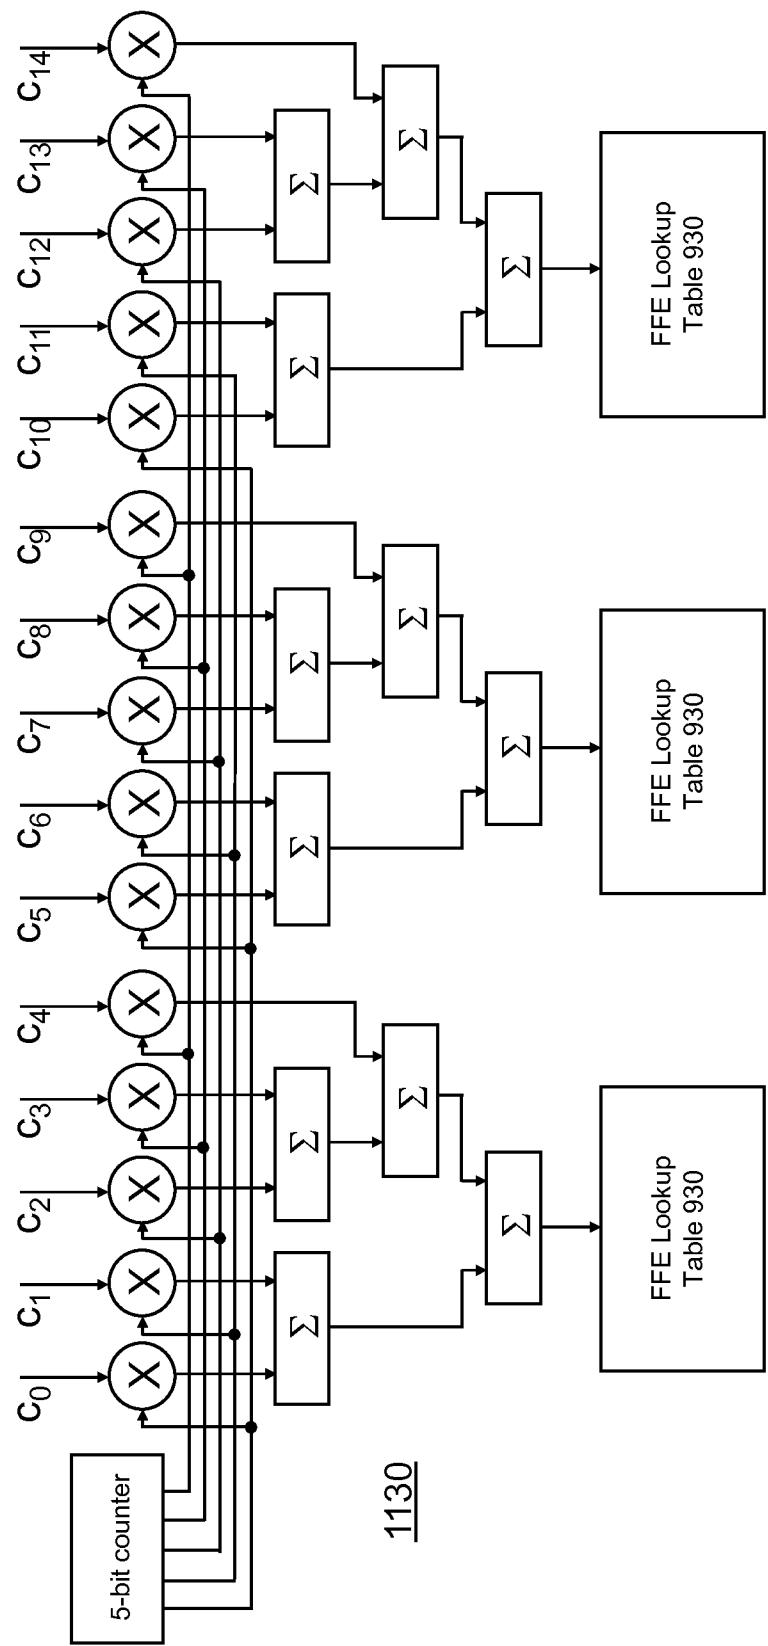 C14
X
C13
X
C12
X
C11
X
C10
X
C9
X
C8
X
C7
X
C6
X
C5
X
C4
X
C3
X
C2
X
C1
X
C0
X
Σ
Σ
Σ
Σ
FFE Lookup
Table 930
Σ
Σ
Σ
Σ
FFE Lookup
Table 930
Σ
Σ
Σ
Σ
FFE Lookup
Table 930
5-bit counter
1130